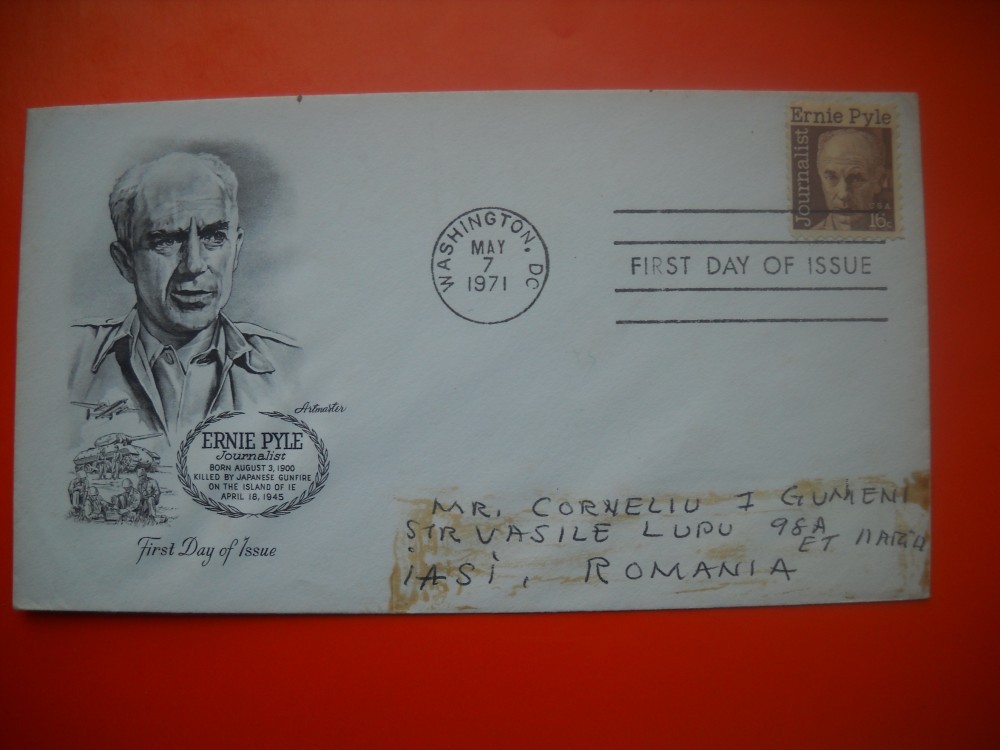 Ernie Pyle
Journalist
16c
WASHINGTON, DC
MAY
7
1971
FIRST DAY OF ISSUE
Artmaster
ERNIE PYLE
Journalist
BORN AUGUST 3, 1900
KILLED BY JAPANESE GUNFIRE
ON THE ISLAND OF IE
APRIL 18, 1945
First Day of Issue
MR. CORNELIU I GUMENI
STR VASILE LUPU 98A
ET
IASI, ROMANIA